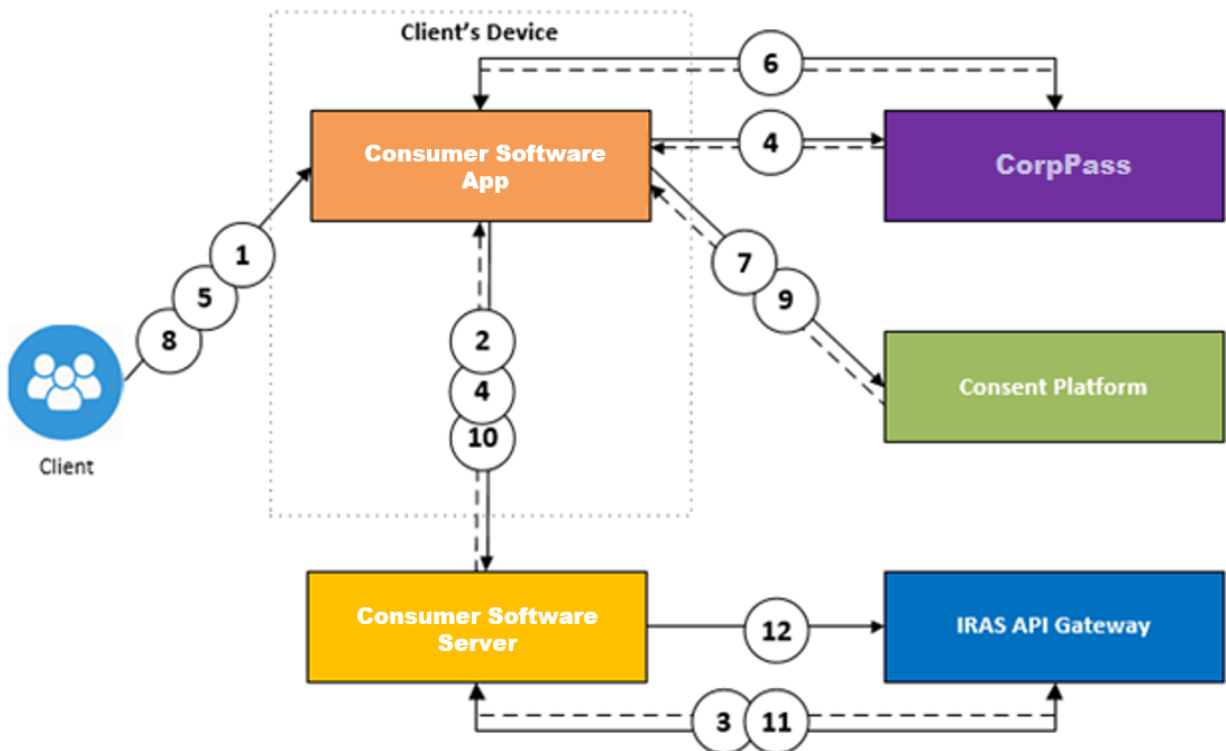 Client's Device
6
Consumer Software
App
4
CorpPass
1
5
8
7
9
2
4
10
Consent Platform
Client
Consumer Software
Server
12
IRAS API Gateway
3
11